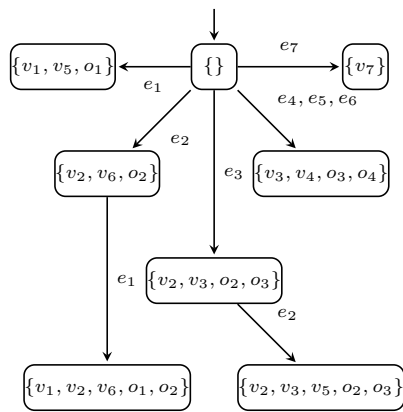 e₇
{v₁, v₅, o₁} {} {v₇}
e₁ e₄, e₅, e₆
e₂
{v₂, v₆, o₂} e₃ {v₃, v₄, o₃, o₄}
e₁ {v₂, v₃, o₂, o₃}
e₂
{v₁, v₂, v₆, o₁, o₂} {v₂, v₃, v₅, o₂, o₃}